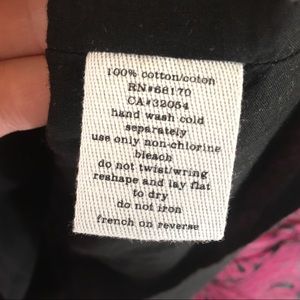 100% cotton/coton
RN#66170
CA#32054
hand wash cold
separately
use only non-chlorine
bleach
do not twist/wring
reshape and lay flat
to dry
do not iron
french on reverse